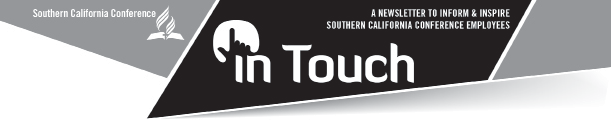 Southern California Conference
A NEWSLETTER TO INFORM & INSPIRE
SOUTHERN CALIFORNIA CONFERENCE EMPLOYEES
in Touch